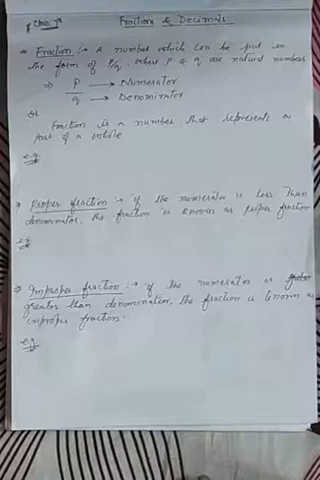 Fractions & Decimals
Fraction :→ A number which can be put in
the form of P/q, where P & q are natural numbers
⇒ P → Numerator
q → Denominator
Or
Fraction is a number that represents a
part of a whole
e.g.
⇒ Proper fraction :→ if the numerator is less than
denominator, the fraction is known as proper fraction
e.g.
⇒ Improper fraction :→ if the numerator is
greater than denominator, the fraction is known as
improper fraction.
e.g